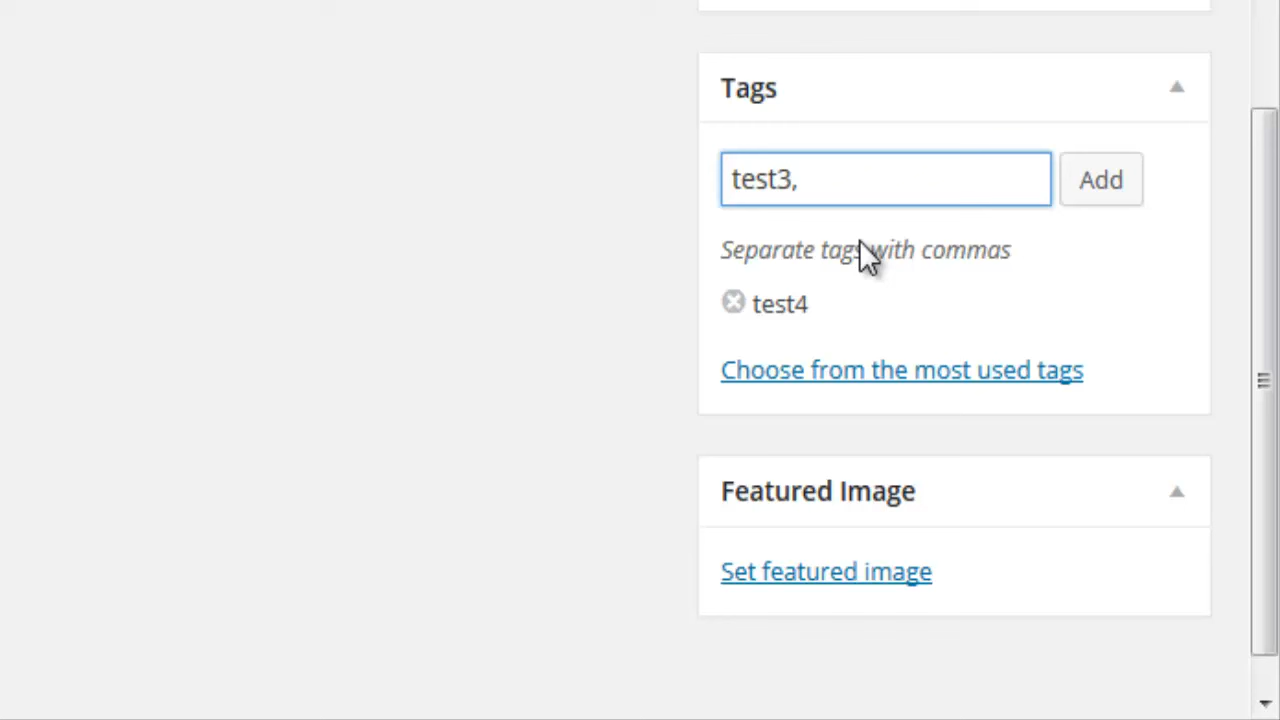 Tags
test3,
Add
Separate tags with commas
test4
Choose from the most used tags
Featured Image
Set featured image